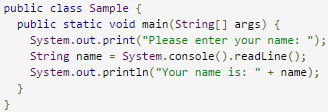 public class Sample {
  public static void main(String[] args) {
    System.out.print("Please enter your name: ");
    String name = System.console().readLine();
    System.out.println("Your name is: " + name);
  }
}